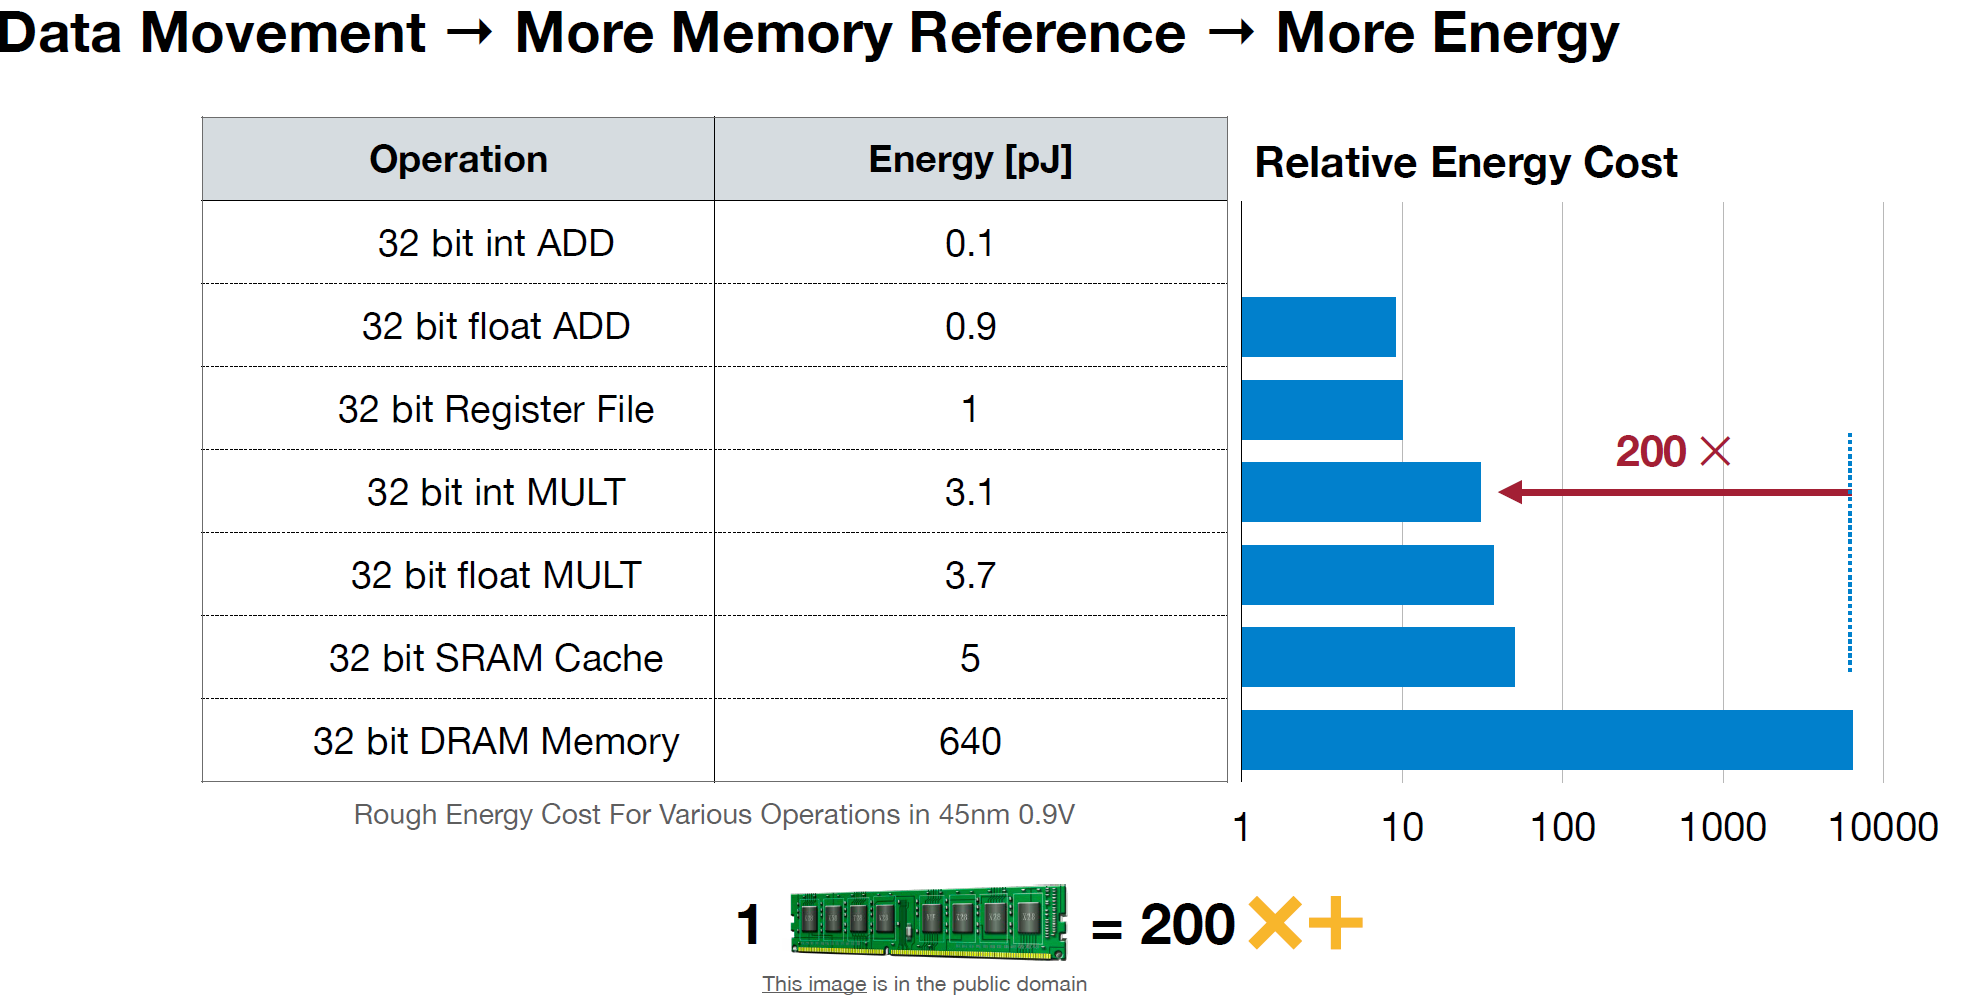 Data Movement → More Memory Reference → More Energy
Operation Energy [pJ] Relative Energy Cost
32 bit int ADD 0.1
32 bit float ADD 0.9
32 bit Register File 1
200 ×
32 bit int MULT 3.1
32 bit float MULT 3.7
32 bit SRAM Cache 5
32 bit DRAM Memory 640
Rough Energy Cost For Various Operations in 45nm 0.9V
1 10 100 1000 10000
1 = 200 ×+
This image is in the public domain